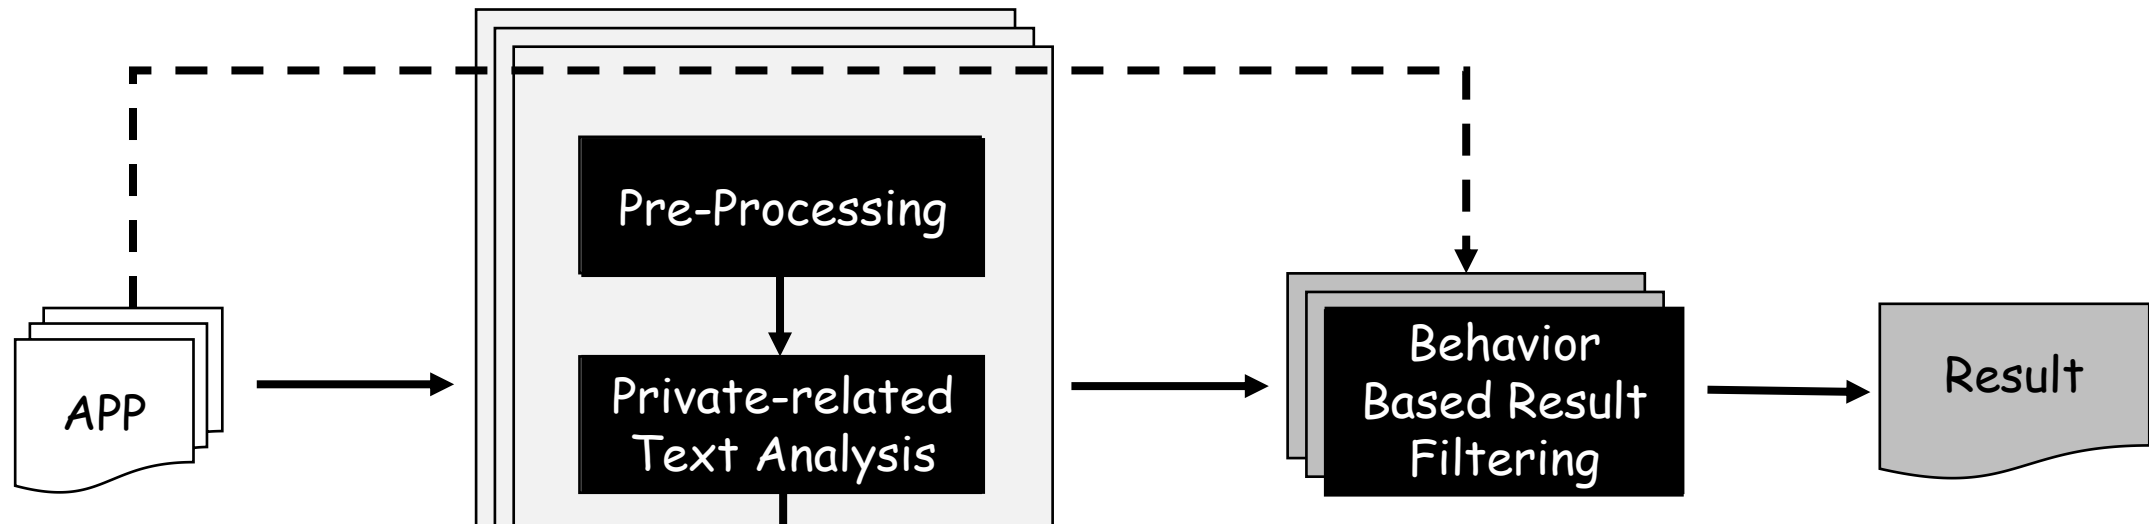 Pre-Processing
Private-related
Text Analysis
APP
Behavior
Based Result
Filtering
Result